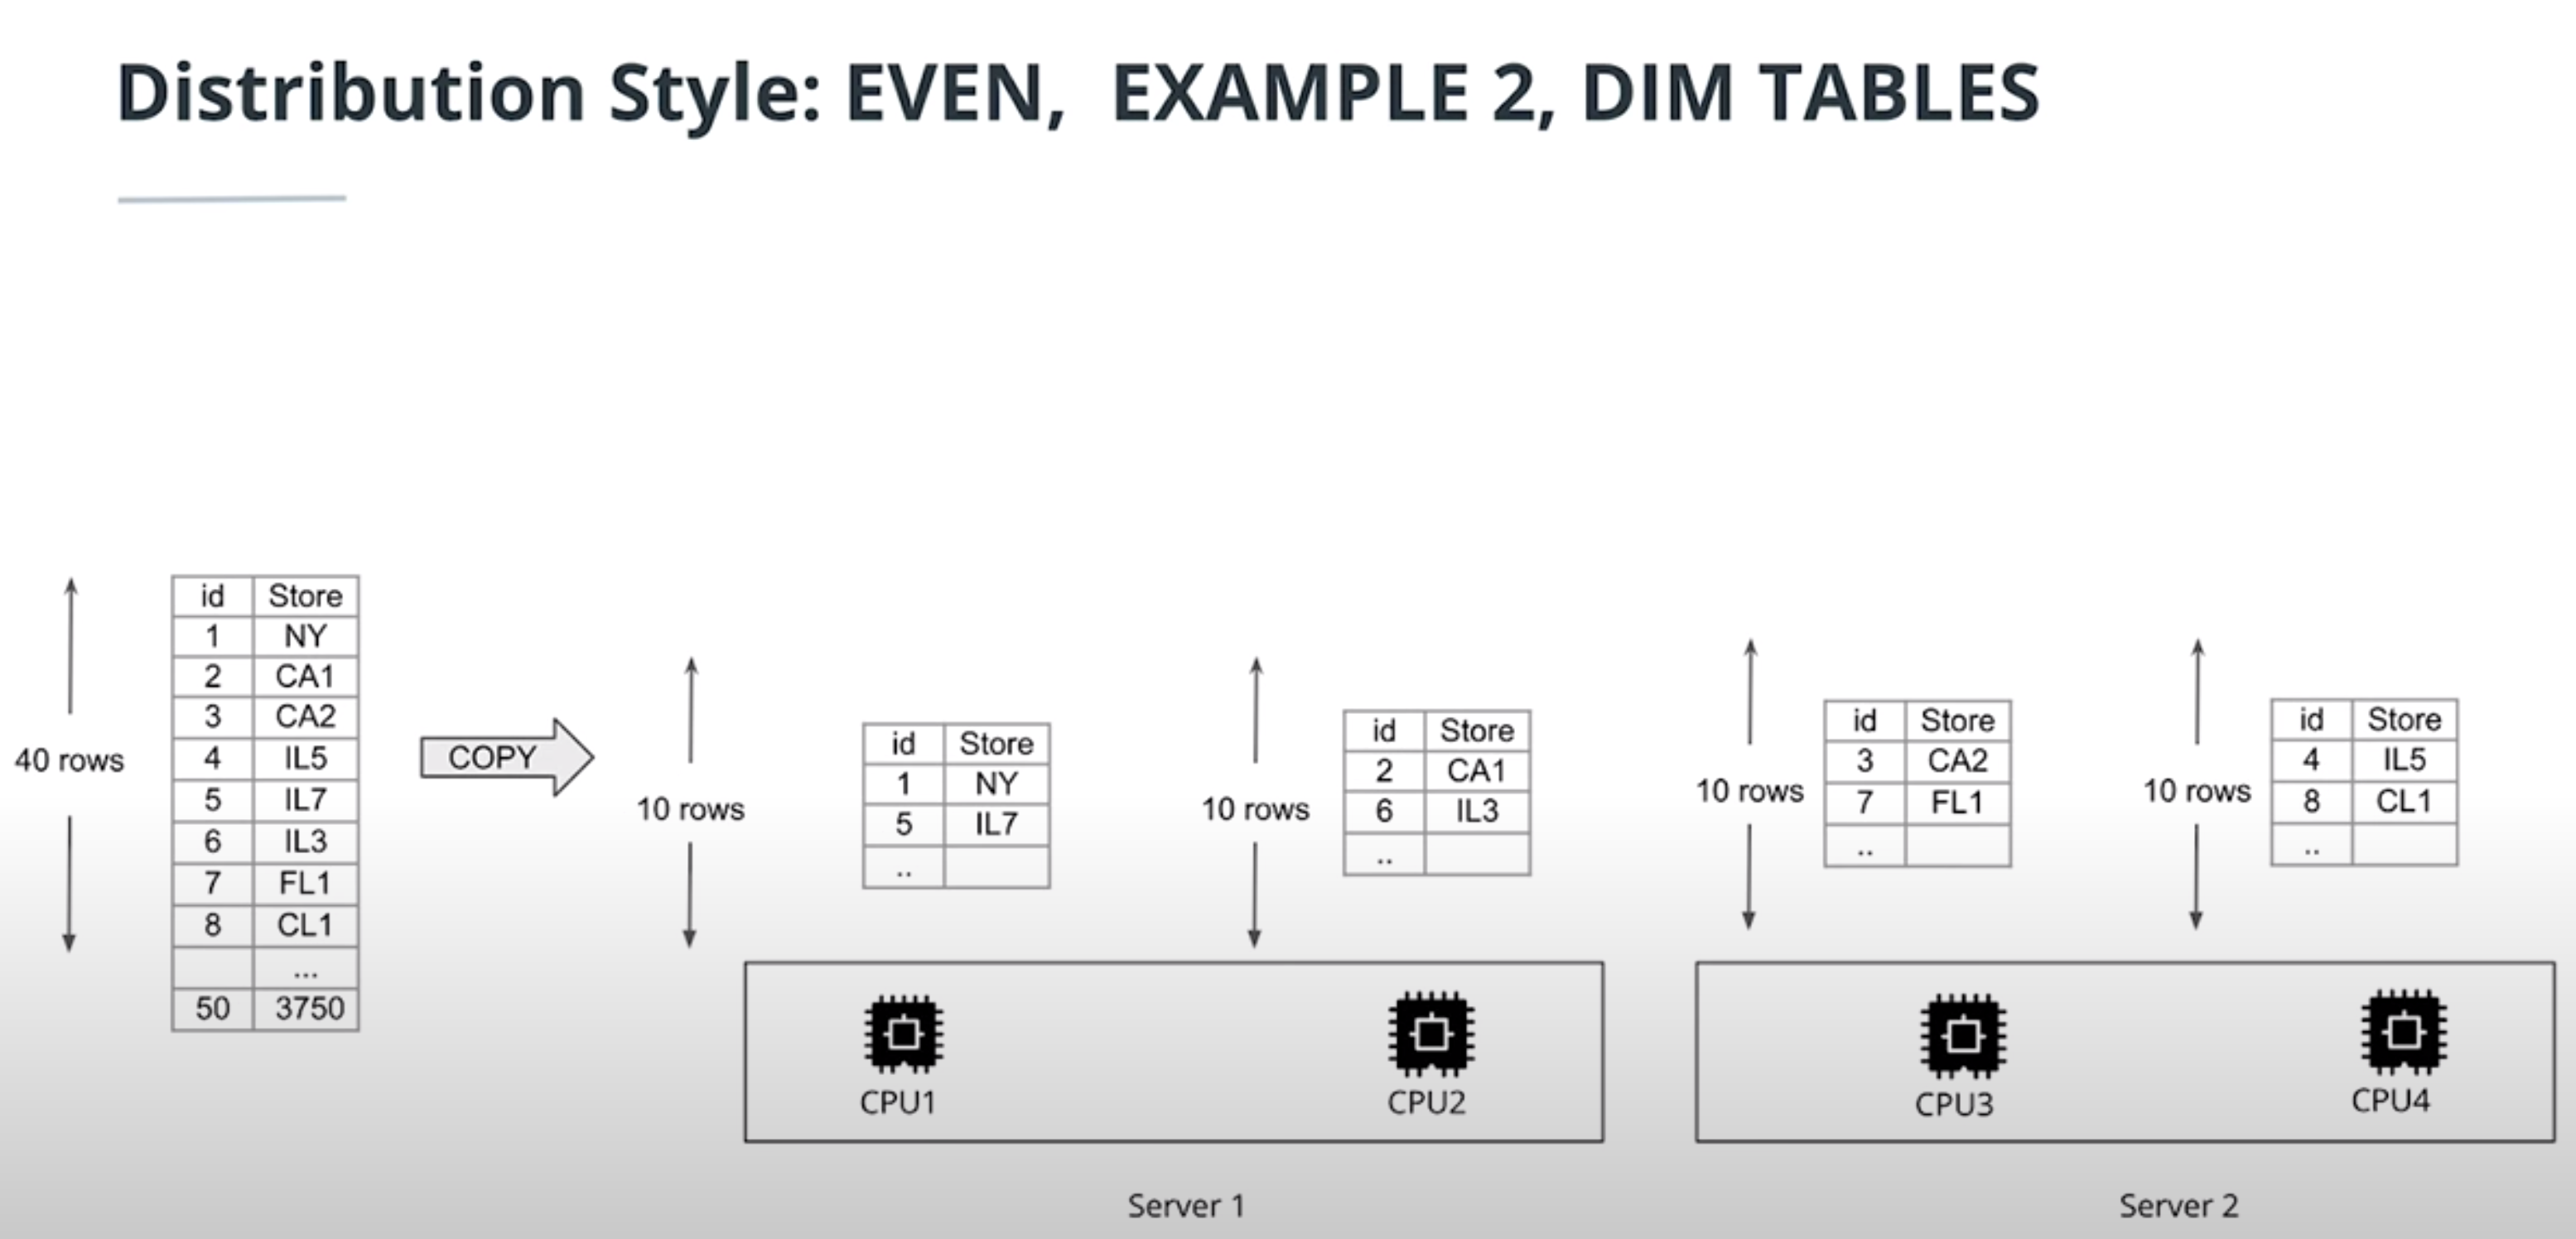 Distribution Style: EVEN, EXAMPLE 2, DIM TABLES
40 rows
id Store
1 NY
2 CA1
3 CA2
4 IL5
5 IL7
6 IL3
7 FL1
8 CL1
...
50 3750
COPY
10 rows
id Store
1 NY
5 IL7
..
10 rows
id Store
2 CA1
6 IL3
..
10 rows
id Store
3 CA2
7 FL1
..
10 rows
id Store
4 IL5
8 CL1
..
CPU1
CPU2
CPU3
CPU4
Server 1
Server 2